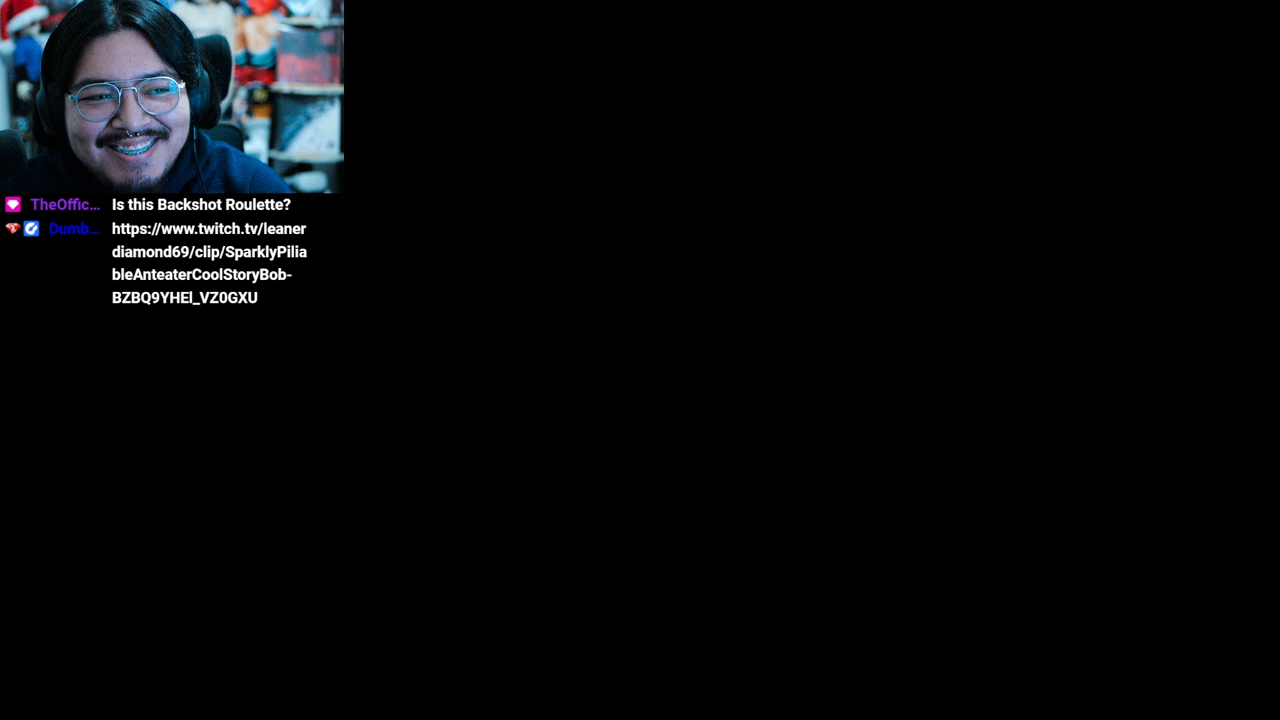 TheOffic... Is this Backshot Roulette?
Dumb... https://www.twitch.tv/leaner
diamond69/clip/SparklyPilia
bleAnteaterCoolStoryBob-
BZBQ9YHEl_VZ0GXU